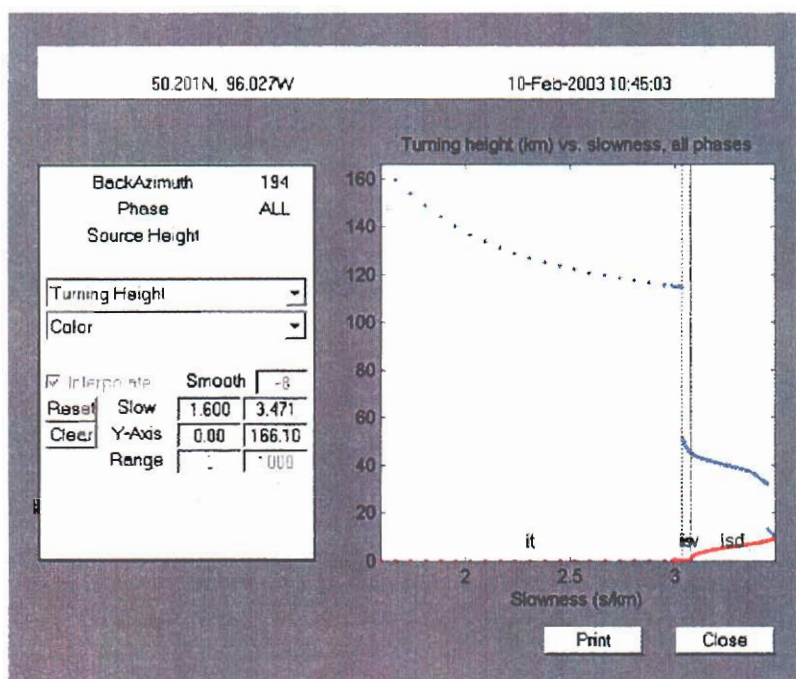 50.201N, 96.027W
10-Feb-2003 10:45:03
BackAzimuth 194
Phase ALL
Source Height
Turning Height
Color
Interpolate Smooth -8
Reset Slow 1.600 3.471
Clear Y-Axis 0.00 166.10
Range 1000
Turning height (km) vs. slowness, all phases
160
140
120
100
80
60
40
20
0
it isd
2 2.5 3
Slowness (s/km)
Print Close